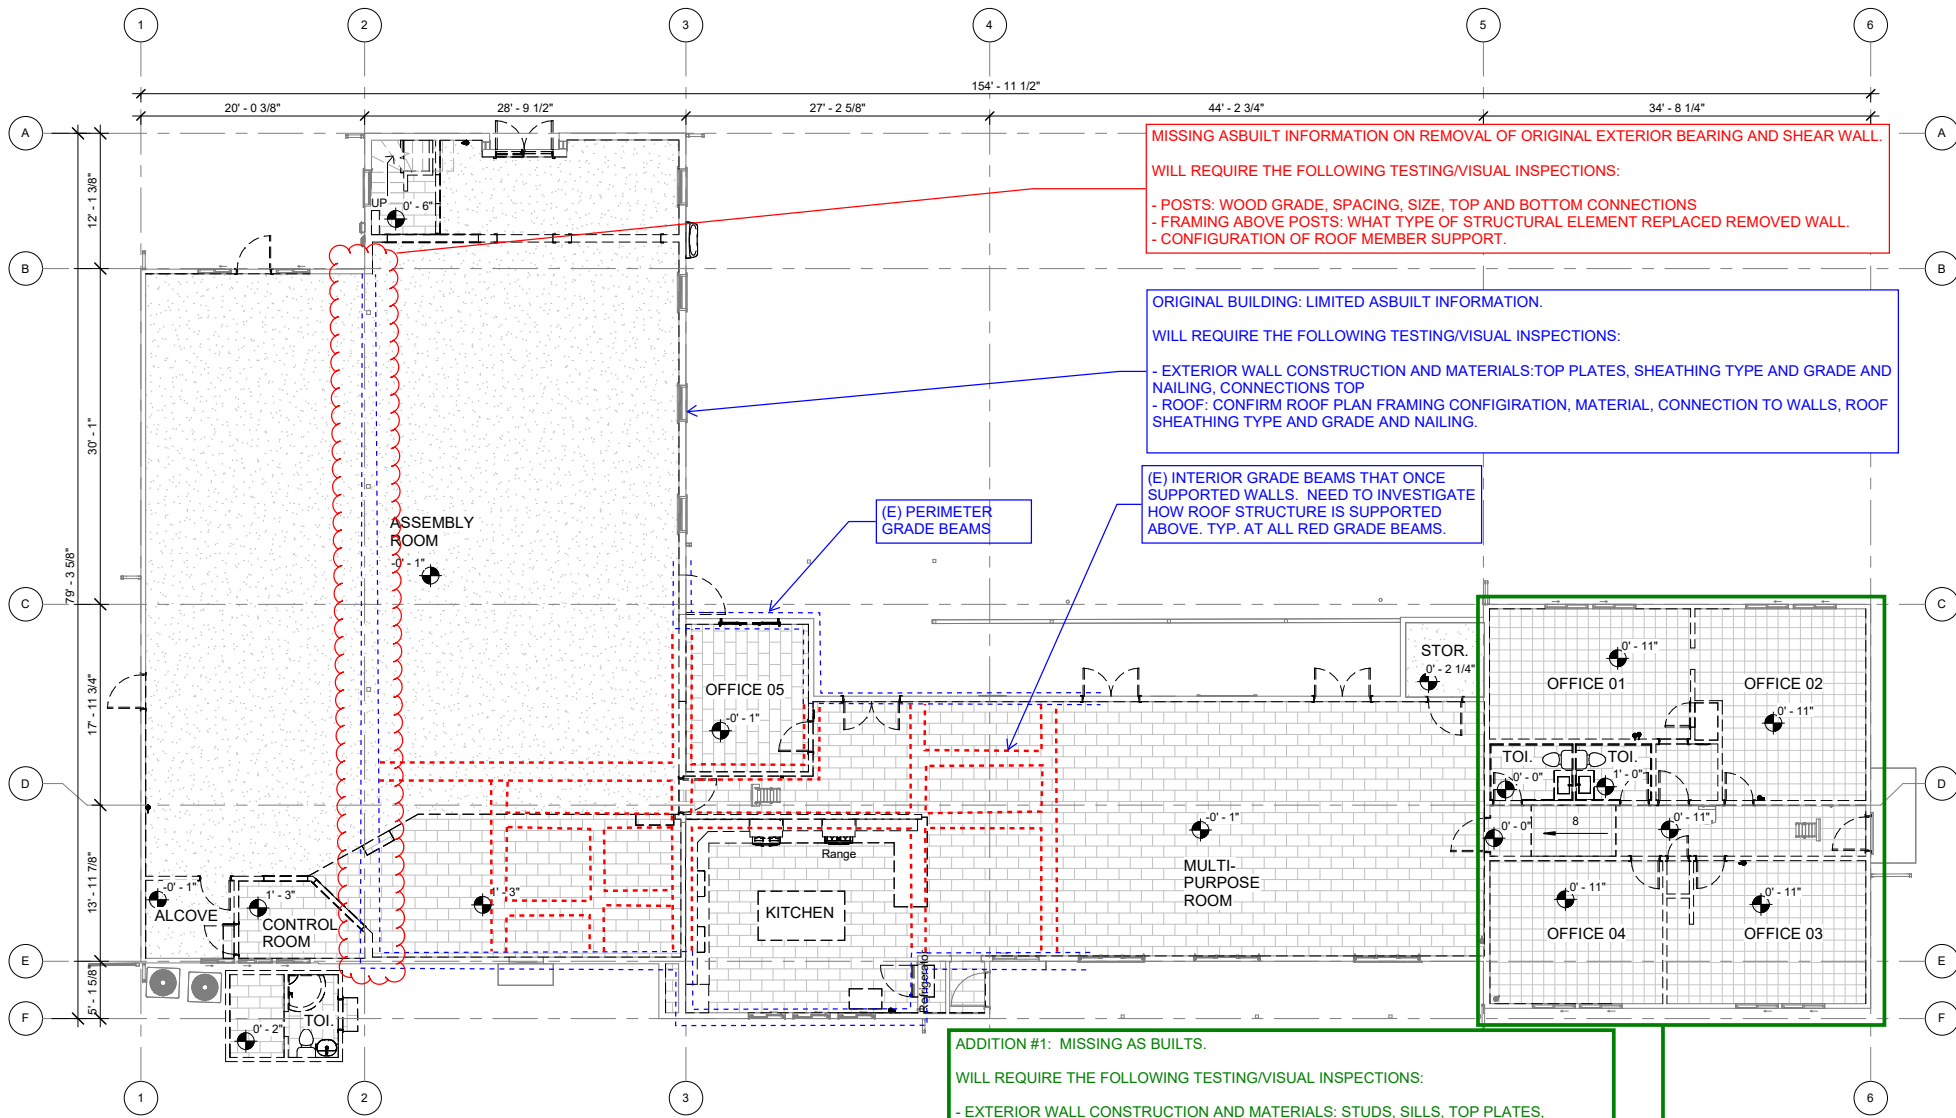 1
2
3
4
5
6
154' - 11 1/2"
20' - 0 3/8"
28' - 9 1/2"
27' - 2 5/8"
44' - 2 3/4"
34' - 8 1/4"
A
A
MISSING ASBUILT INFORMATION ON REMOVAL OF ORIGINAL EXTERIOR BEARING AND SHEAR WALL.
WILL REQUIRE THE FOLLOWING TESTING/VISUAL INSPECTIONS:
- POSTS: WOOD GRADE, SPACING, SIZE, TOP AND BOTTOM CONNECTIONS
- FRAMING ABOVE POSTS: WHAT TYPE OF STRUCTURAL ELEMENT REPLACED REMOVED WALL.
- CONFIGURATION OF ROOF MEMBER SUPPORT.
12' - 1 3/8"
UP
0' - 6"
B
B
ORIGINAL BUILDING: LIMITED ASBUILT INFORMATION.
WILL REQUIRE THE FOLLOWING TESTING/VISUAL INSPECTIONS:
- EXTERIOR WALL CONSTRUCTION AND MATERIALS:TOP PLATES, SHEATHING TYPE AND GRADE AND
NAILING, CONNECTIONS TOP
- ROOF: CONFIRM ROOF PLAN FRAMING CONFIGIRATION, MATERIAL, CONNECTION TO WALLS, ROOF
SHEATHING TYPE AND GRADE AND NAILING.
30' - 1"
79' - 3 5/8"
(E) PERIMETER
GRADE BEAMS
(E) INTERIOR GRADE BEAMS THAT ONCE
SUPPORTED WALLS. NEED TO INVESTIGATE
HOW ROOF STRUCTURE IS SUPPORTED
ABOVE. TYP. AT ALL RED GRADE BEAMS.
ASSEMBLY
ROOM
-0' - 1"
C
C
17' - 11 3/4"
OFFICE 05
-0' - 1"
STOR.
0' - 2 1/4"
0' - 11"
OFFICE 01
OFFICE 02
0' - 11"
TOI.
TOI.
0' - 0"
1' - 0"
D
D
-0' - 1"
0' - 0"
8
0' - 11"
Range
MULTI-
PURPOSE
ROOM
13' - 11 7/8"
-0' - 1"
ALCOVE
1' - 3"
CONTROL
ROOM
1' - 3"
KITCHEN
0' - 11"
0' - 11"
OFFICE 04
OFFICE 03
E
E
Refrigerator
5' - 1 5/8"
F
F
TOI.
0' - 2"
ADDITION #1: MISSING AS BUILTS.
WILL REQUIRE THE FOLLOWING TESTING/VISUAL INSPECTIONS:
- EXTERIOR WALL CONSTRUCTION AND MATERIALS: STUDS, SILLS, TOP PLATES,
1
2
3
6